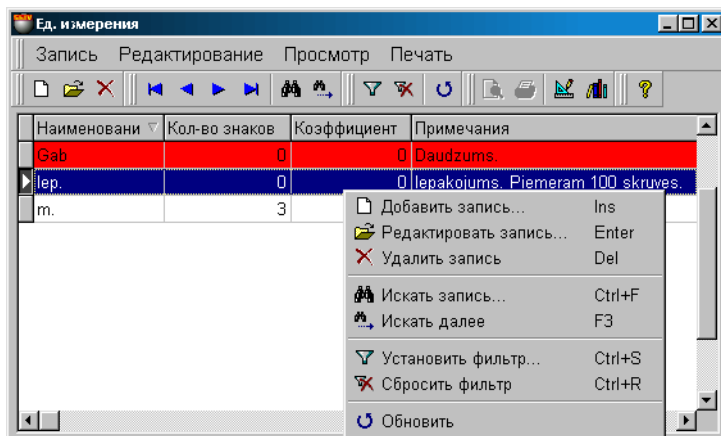 Ед. измерения
Запись Редактирование Просмотр Печать
Наименовани Кол-во знаков Коэффициент Примечания
Gab 0 0 Daudzums.
Iep. 0 0 Iepakojums. Piemeram 100 skruves.
m. 3
Добавить запись... Ins
Редактировать запись... Enter
Удалить запись Del
Искать запись... Ctrl+F
Искать далее F3
Установить фильтр... Ctrl+S
Сбросить фильтр Ctrl+R
Обновить